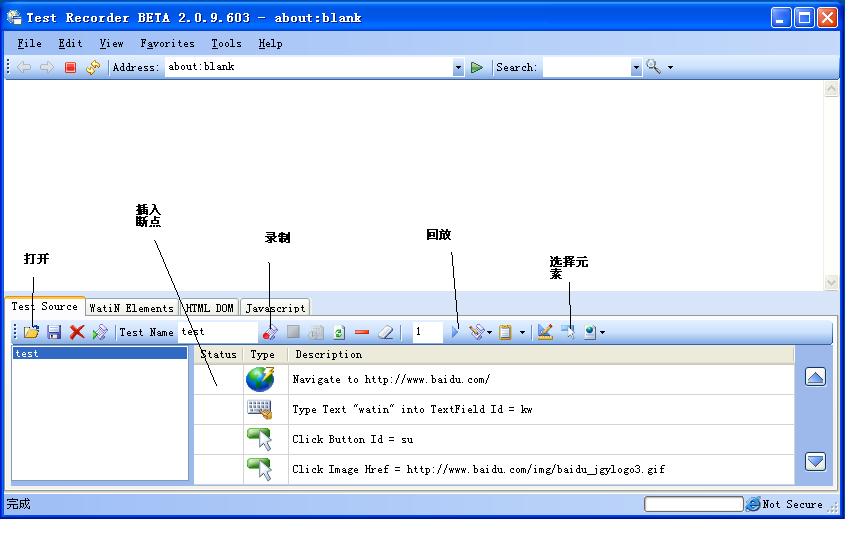 Test Recorder BETA 2.0.9.603 - about:blank
File Edit View Favorites Tools Help
Address: about:blank Search:
插入
断点
录制
回放
打开
选择元
素
Test Source WatiN Elements HTML DOM Javascript
Test Name test 1
test
Status Type Description
Navigate to http://www.baidu.com/
Type Text "watin" into TextField Id = kw
Click Button Id = su
Click Image Href = http://www.baidu.com/img/baidu_jgylogo3.gif
完成 Not Secure